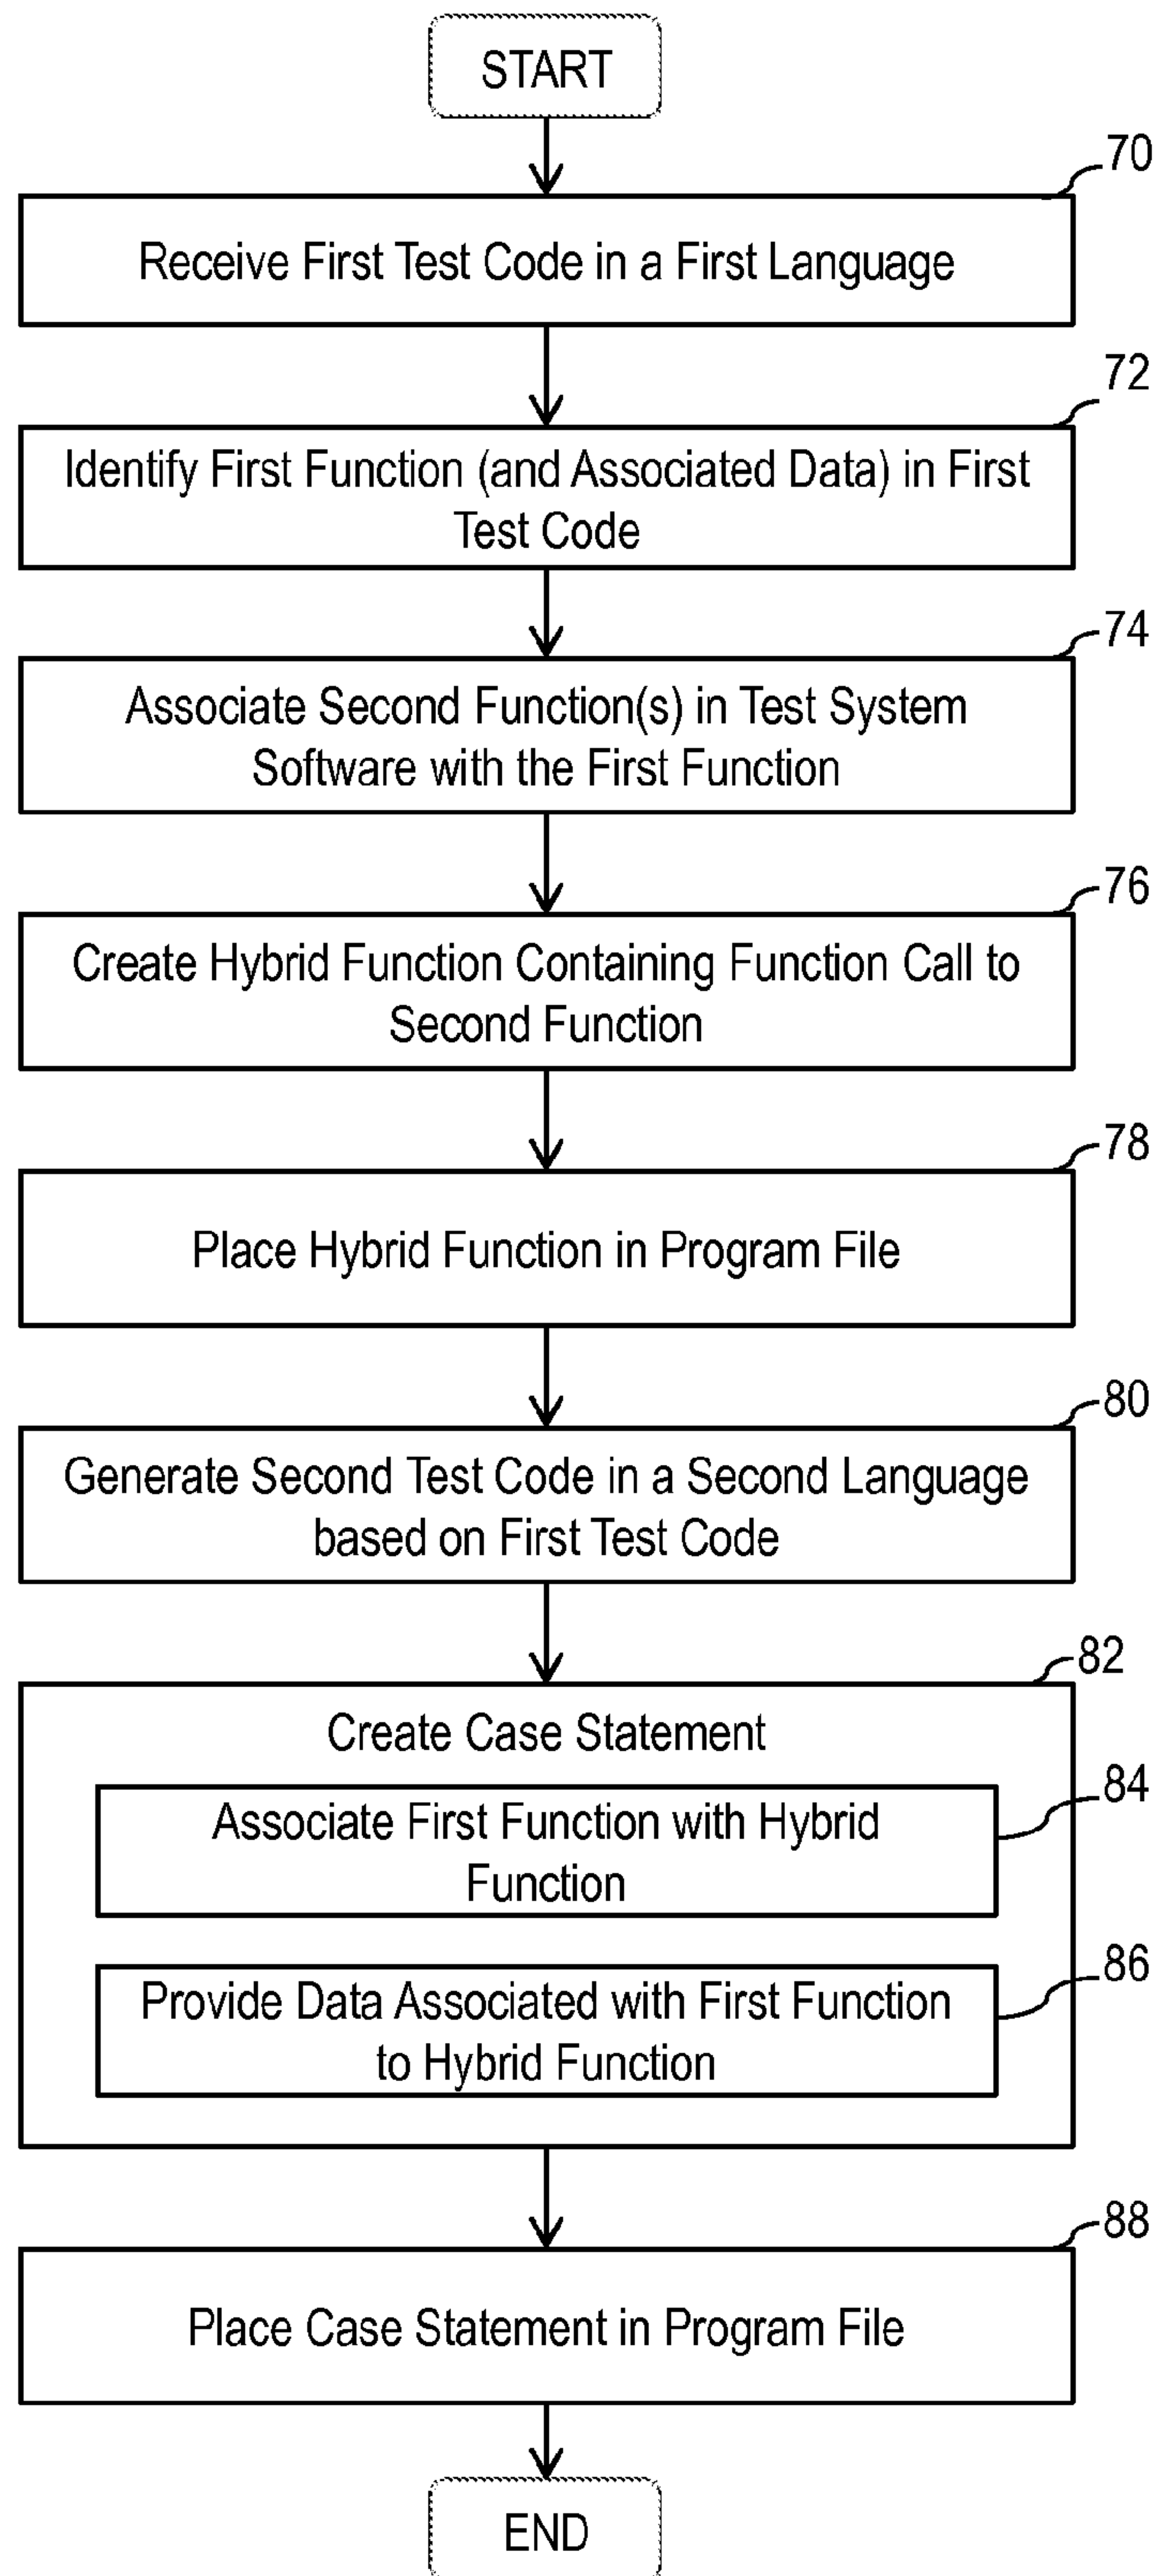 START
70
Receive First Test Code in a First Language
72
Identify First Function (and Associated Data) in First
Test Code
74
Associate Second Function(s) in Test System
Software with the First Function
76
Create Hybrid Function Containing Function Call to
Second Function
78
Place Hybrid Function in Program File
80
Generate Second Test Code in a Second Language
based on First Test Code
82
Create Case Statement
84
Associate First Function with Hybrid
Function
86
Provide Data Associated with First Function
to Hybrid Function
88
Place Case Statement in Program File
END